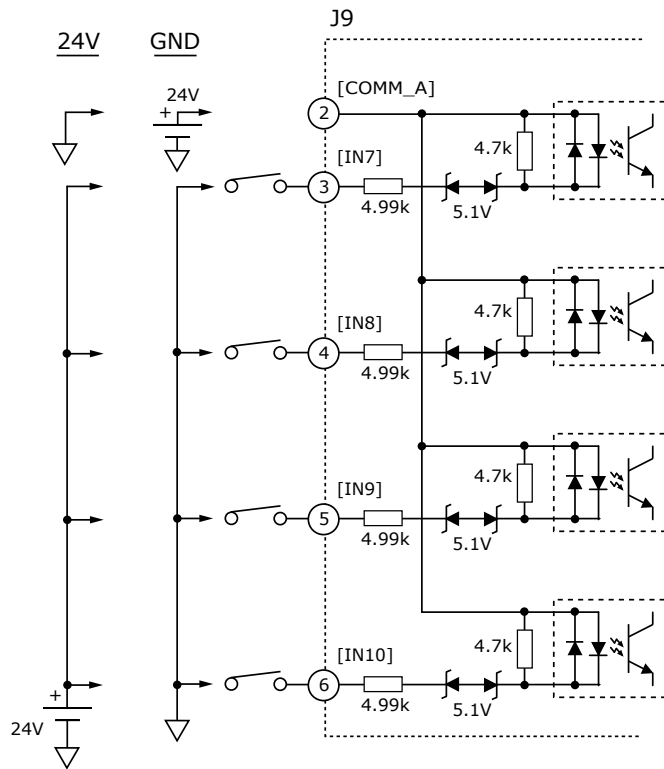 J9
24V GND
24V
+
[COMM_A]
2
4.7k
[IN7]
3
4.99k
5.1V
4.7k
[IN8]
4
4.99k
5.1V
4.7k
[IN9]
5
4.99k
5.1V
4.7k
[IN10]
6
4.99k
5.1V
+
24V